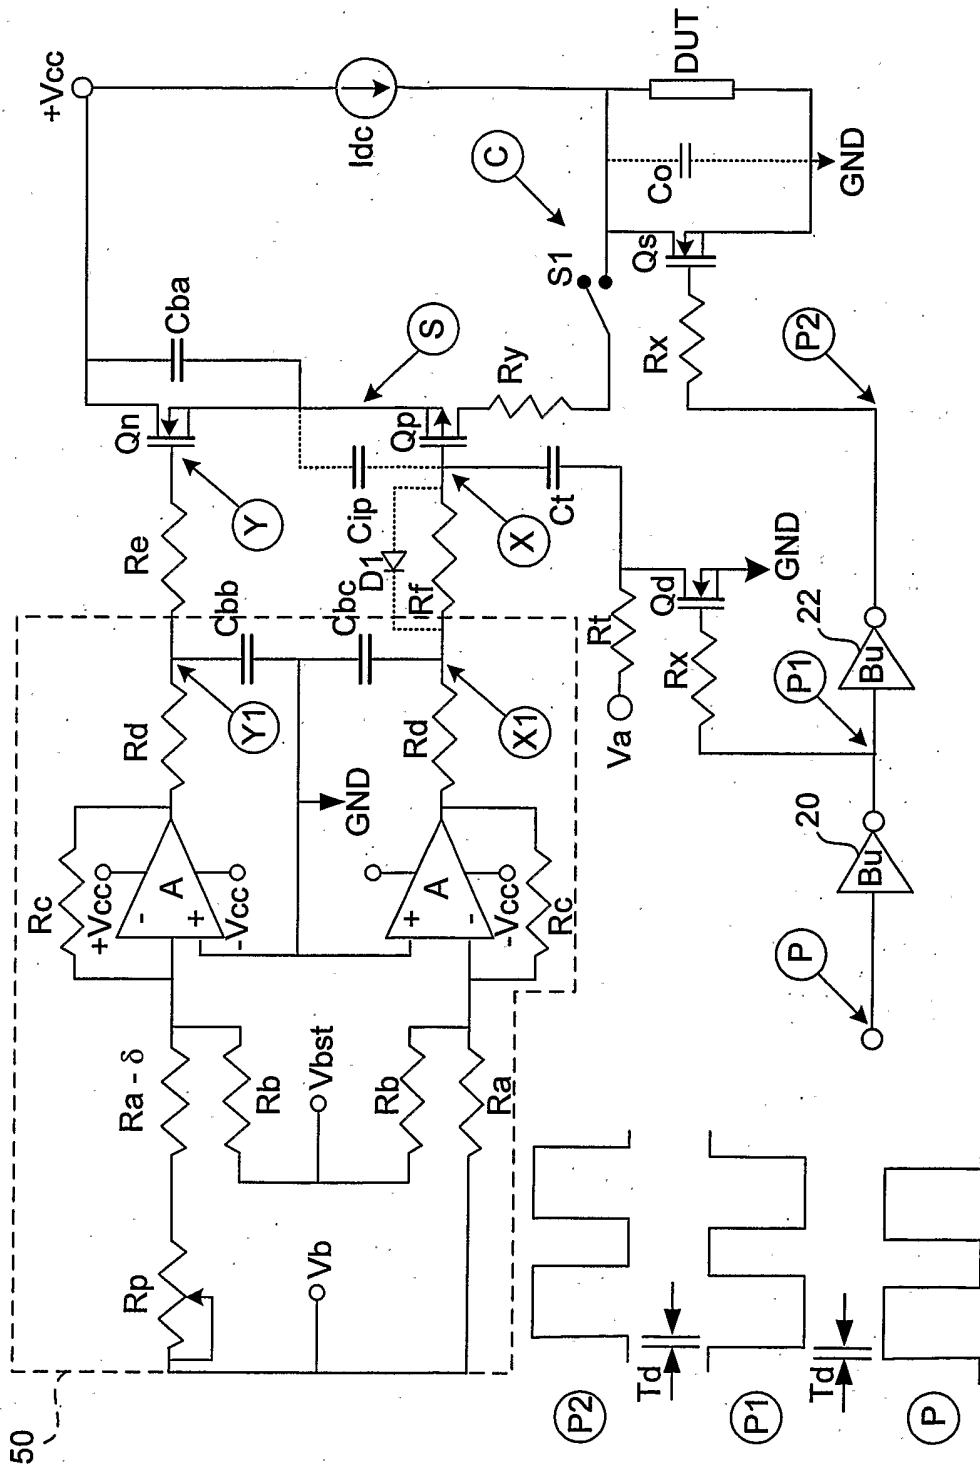 50
Rp
Ra - δ
Rc
+Vcc
-Vcc
-
+
A
Rd
Y1
Re
Y
Qn
+Vcc
Cba
Cbb
Rb
Vb
Vbst
GND
Cbc
Cip
D1
S
Idc
Rb
Ra
+
-
A
-Vcc
Rc
Rd
X1
Rf
X
Qp
Ry
Ct
S1
C
Va
Rt
Rx
Qd
GND
Rx
Qs
Co
DUT
GND
P
Bu
20
P1
Bu
22
P2
P2
Td
P1
Td
P